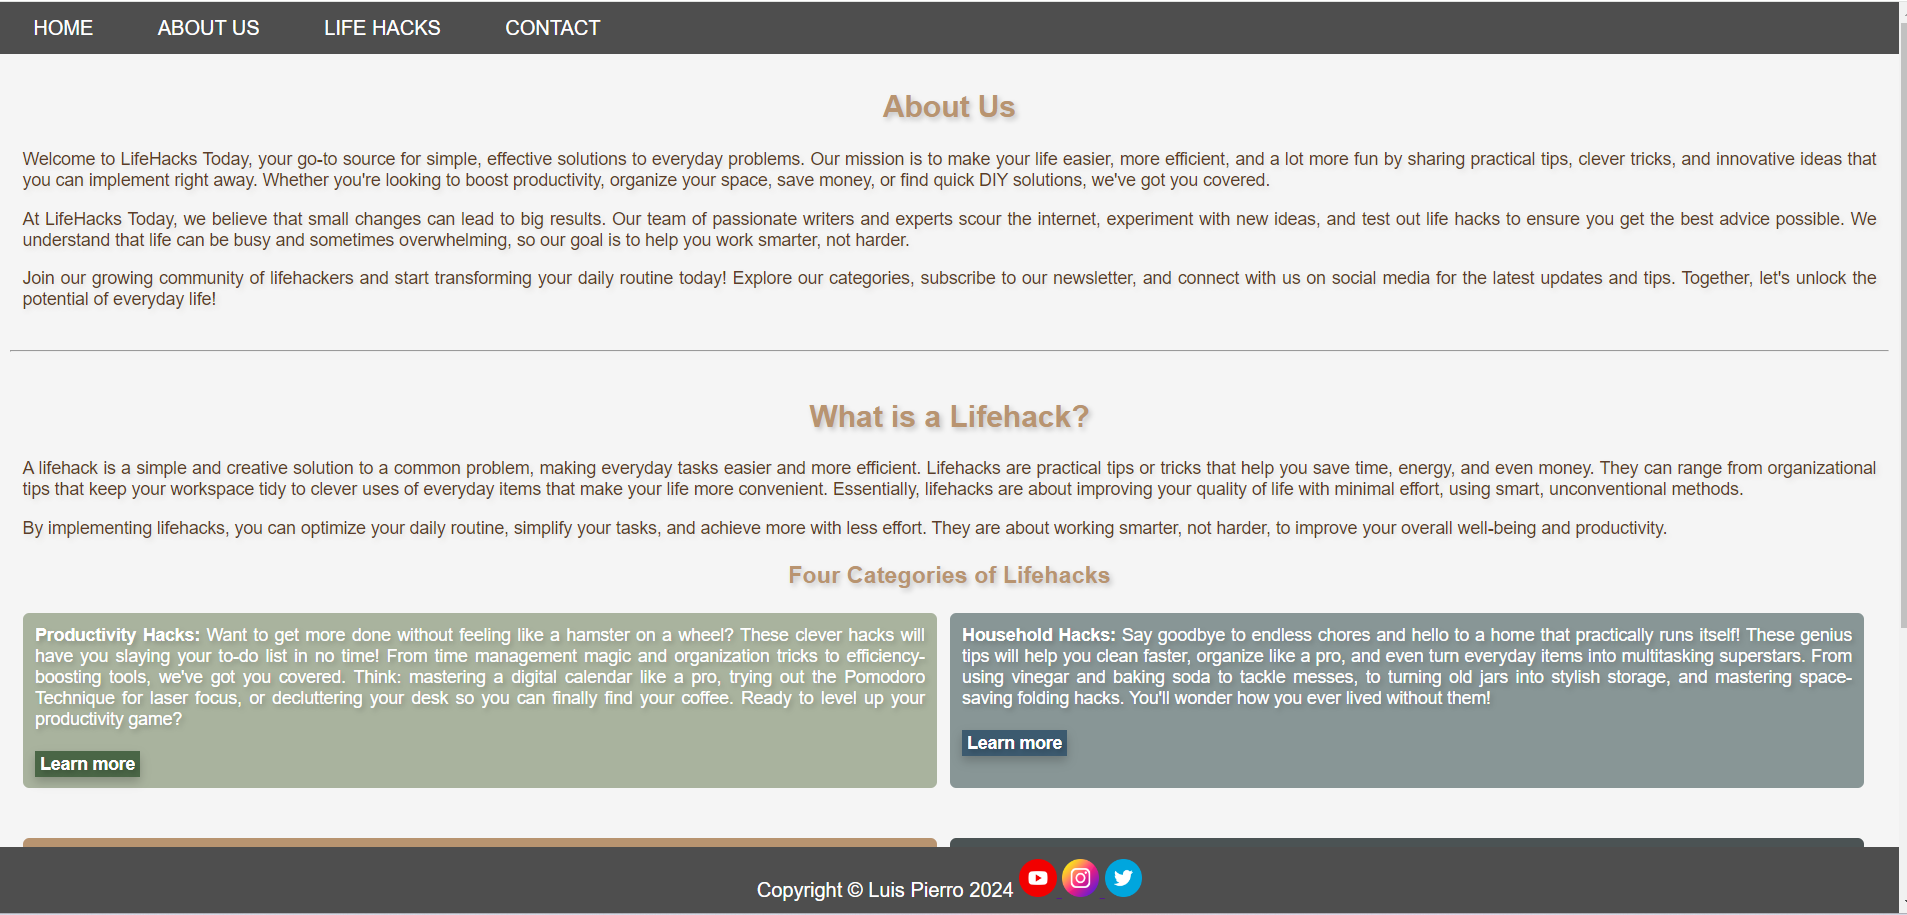 HOME ABOUT US LIFE HACKS CONTACT
About Us
Welcome to LifeHacks Today, your go-to source for simple, effective solutions to everyday problems. Our mission is to make your life easier, more efficient, and a lot more fun by sharing practical tips, clever tricks, and innovative ideas that
you can implement right away. Whether you're looking to boost productivity, organize your space, save money, or find quick DIY solutions, we've got you covered.
At LifeHacks Today, we believe that small changes can lead to big results. Our team of passionate writers and experts scour the internet, experiment with new ideas, and test out life hacks to ensure you get the best advice possible. We
understand that life can be busy and sometimes overwhelming, so our goal is to help you work smarter, not harder.
Join our growing community of lifehackers and start transforming your daily routine today! Explore our categories, subscribe to our newsletter, and connect with us on social media for the latest updates and tips. Together, let's unlock the
potential of everyday life!
What is a Lifehack?
A lifehack is a simple and creative solution to a common problem, making everyday tasks easier and more efficient. Lifehacks are practical tips or tricks that help you save time, energy, and even money. They can range from organizational
tips that keep your workspace tidy to clever uses of everyday items that make your life more convenient. Essentially, lifehacks are about improving your quality of life with minimal effort, using smart, unconventional methods.
By implementing lifehacks, you can optimize your daily routine, simplify your tasks, and achieve more with less effort. They are about working smarter, not harder, to improve your overall well-being and productivity.
Four Categories of Lifehacks
Productivity Hacks: Want to get more done without feeling like a hamster on a wheel? These clever hacks will
have you slaying your to-do list in no time! From time management magic and organization tricks to efficiency-
boosting tools, we've got you covered. Think: mastering a digital calendar like a pro, trying out the Pomodoro
Technique for laser focus, or decluttering your desk so you can finally find your coffee. Ready to level up your
productivity game?
Learn more
Household Hacks: Say goodbye to endless chores and hello to a home that practically runs itself! These genius
tips will help you clean faster, organize like a pro, and even turn everyday items into multitasking superstars. From
using vinegar and baking soda to tackle messes, to turning old jars into stylish storage, and mastering space-
saving folding hacks. You'll wonder how you ever lived without them!
Learn more
Copyright © Luis Pierro 2024